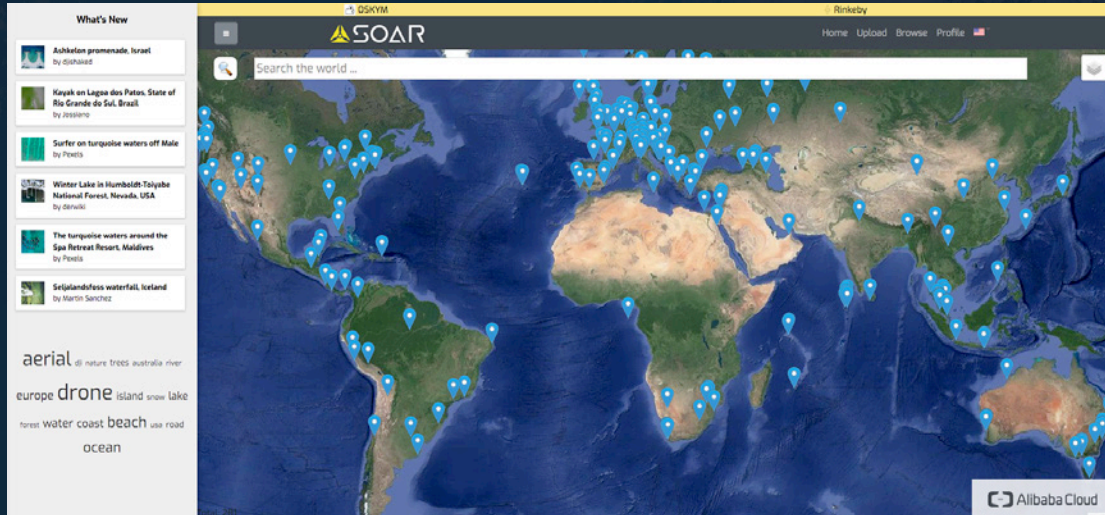 0SKYM
Rinkeby
What's New
SOAR
Home Upload Browse Profile
Search the world ...
Ashkelon promenade, Israel
by djishaked
Kayak on Lagoa dos Patos, State of
Rio Grande do Sul, Brazil
by Jossiano
Surfer on turquoise waters off Male
by Pexels
Winter Lake in Humboldt-Toiyabe
National Forest, Nevada, USA
by denwiki
The turquoise waters around the
Spa Retreat Resort, Maldives
by Pexels
Seljalandsfoss waterfall, Iceland
by Martin Sanchez
aerial dji nature trees australia river
europe drone island snow lake
forest water coast beach usa road
ocean
Alibaba Cloud